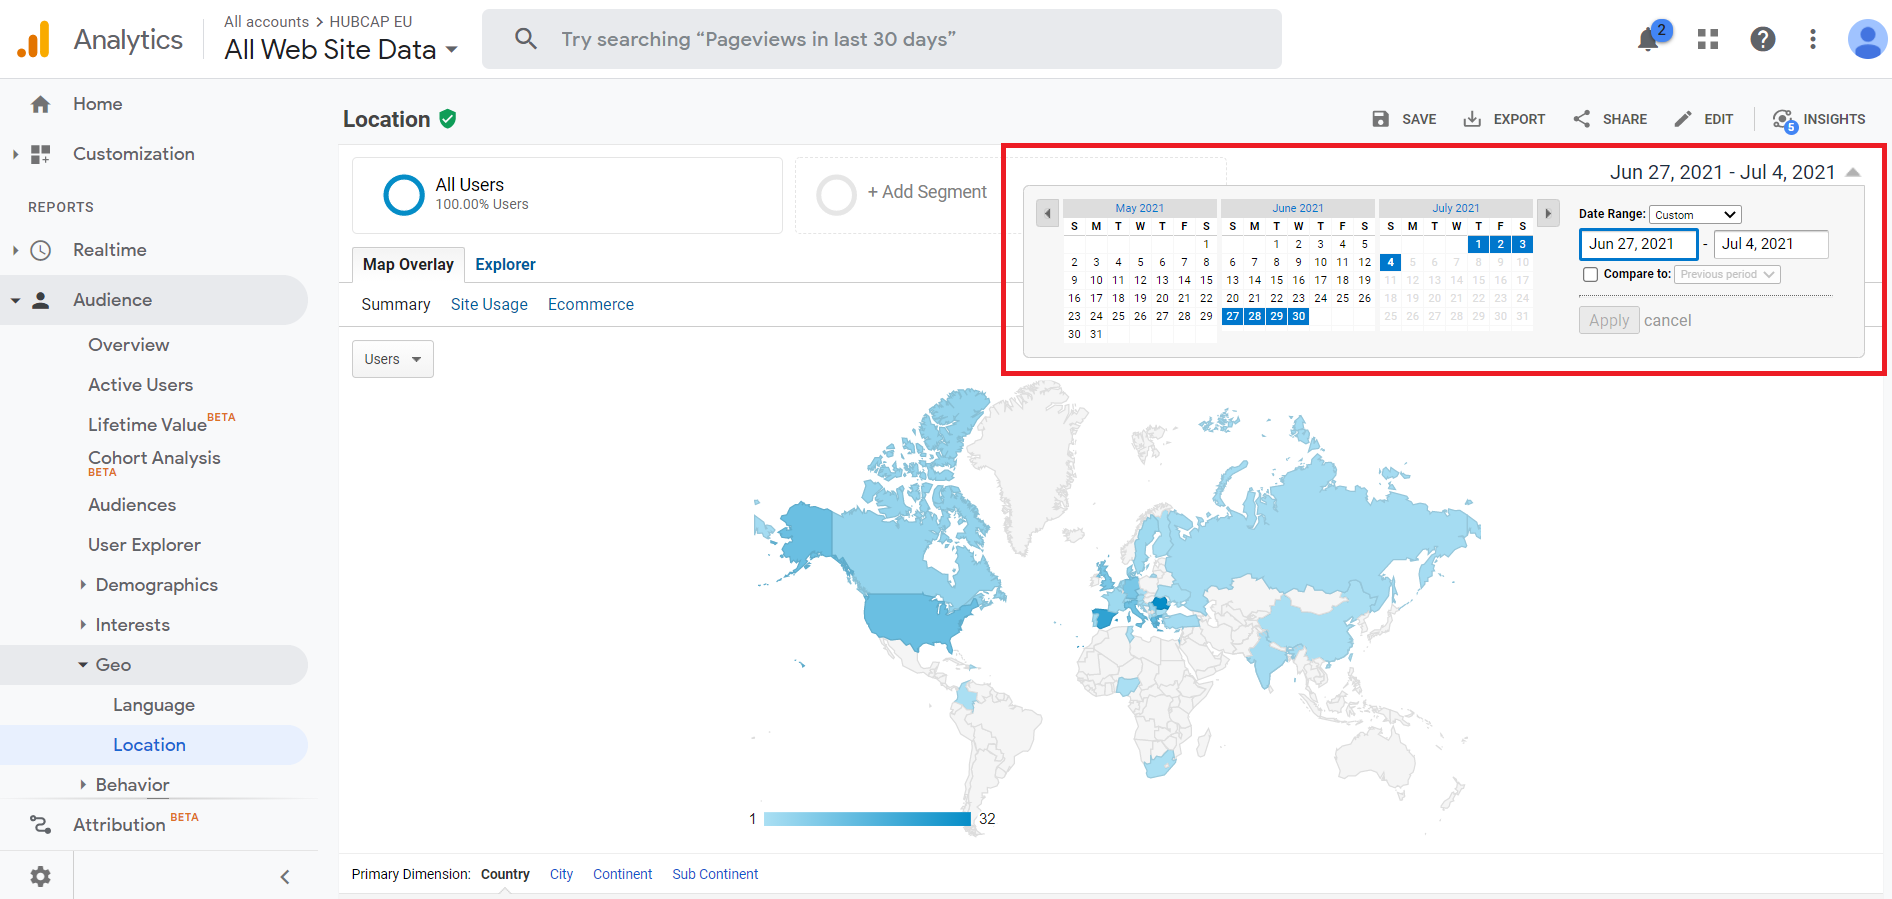 Analytics
All accounts > HUBCAP EU
All Web Site Data
Try searching “Pageviews in last 30 days”
2
Home
Customization
REPORTS
Realtime
Audience
Overview
Active Users
Lifetime Value BETA
Cohort Analysis
BETA
Audiences
User Explorer
Demographics
Interests
Geo
Language
Location
Behavior
Attribution BETA
Location
SAVE EXPORT SHARE EDIT 5 INSIGHTS
All Users
100.00% Users
+ Add Segment
Jun 27, 2021 - Jul 4, 2021
May 2021
S M T W T F S
1
2 3 4 5 6 7 8
9 10 11 12 13 14 15
16 17 18 19 20 21 22
23 24 25 26 27 28 29
30 31
June 2021
S M T W T F S
1 2 3 4 5
6 7 8 9 10 11 12
13 14 15 16 17 18 19
20 21 22 23 24 25 26
27 28 29 30
July 2021
S M T W T F S
1 2 3
4 5 6 7 8 9 10
11 12 13 14 15 16 17
18 19 20 21 22 23 24
25 26 27 28 29 30 31
Date Range: Custom
Jun 27, 2021 - Jul 4, 2021
Compare to: Previous period
Apply cancel
Map Overlay Explorer
Summary Site Usage Ecommerce
Users
1 32
Primary Dimension: Country City Continent Sub Continent